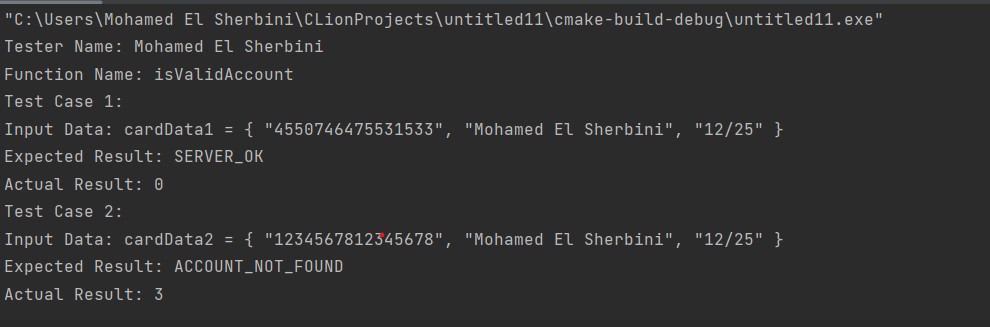 "C:\Users\Mohamed El Sherbini\CLionProjects\untitled11\cmake-build-debug\untitled11.exe"
Tester Name: Mohamed El Sherbini
Function Name: isValidAccount
Test Case 1:
Input Data: cardData1 = { "4550746475531533", "Mohamed El Sherbini", "12/25" }
Expected Result: SERVER_OK
Actual Result: 0
Test Case 2:
Input Data: cardData2 = { "1234567812345678", "Mohamed El Sherbini", "12/25" }
Expected Result: ACCOUNT_NOT_FOUND
Actual Result: 3